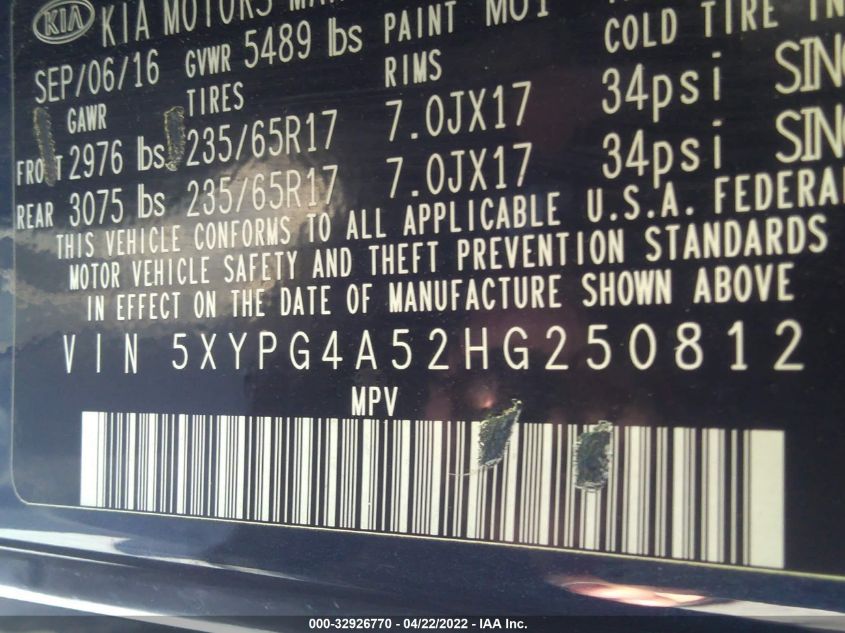 KIA KIA MOTORS
SEP/06/16 GVWR 5489 lbs PAINT
GAWR TIRES RIMS COLD TIRE
FRONT 2976 lbs 235/65R17 7.0JX17 34psi
REAR 3075 lbs 235/65R17 7.0JX17 34psi
THIS VEHICLE CONFORMS TO ALL APPLICABLE U.S.A. FEDERAL
MOTOR VEHICLE SAFETY AND THEFT PREVENTION STANDARDS
IN EFFECT ON THE DATE OF MANUFACTURE SHOWN ABOVE
VIN 5XYPG4A52HG250812
MPV
000-32926770 - 04/22/2022 - IAA Inc.